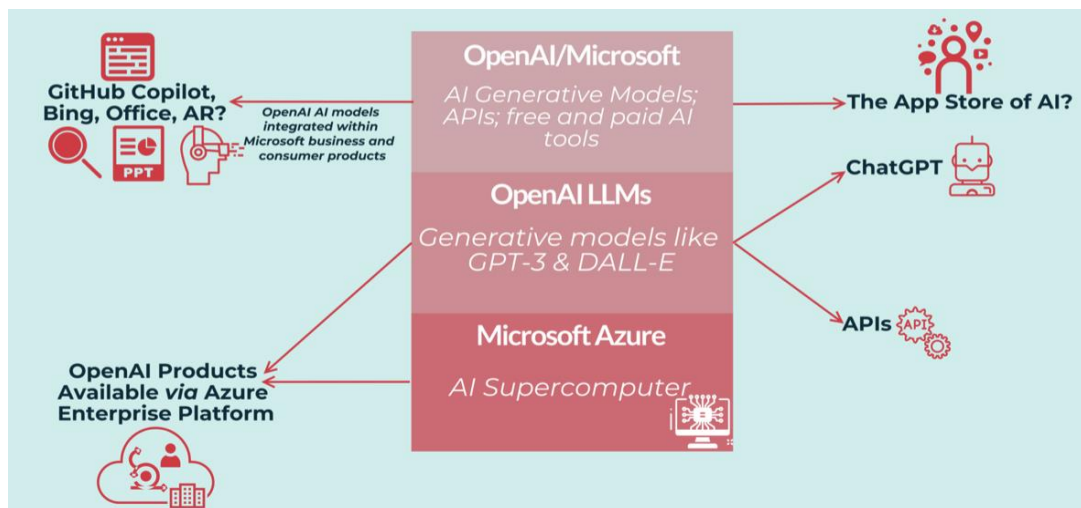 GitHub Copilot,
Bing, Office, AR?
PPT
OpenAI AI models
integrated within
Microsoft business and
consumer products
OpenAI/Microsoft
AI Generative Models;
APIs; free and paid AI
tools
OpenAI LLMs
Generative models like
GPT-3 & DALL-E
Microsoft Azure
AI Supercomputer
i
The App Store of AI?
ChatGPT
APIs
API
OpenAI Products
Available via Azure
Enterprise Platform